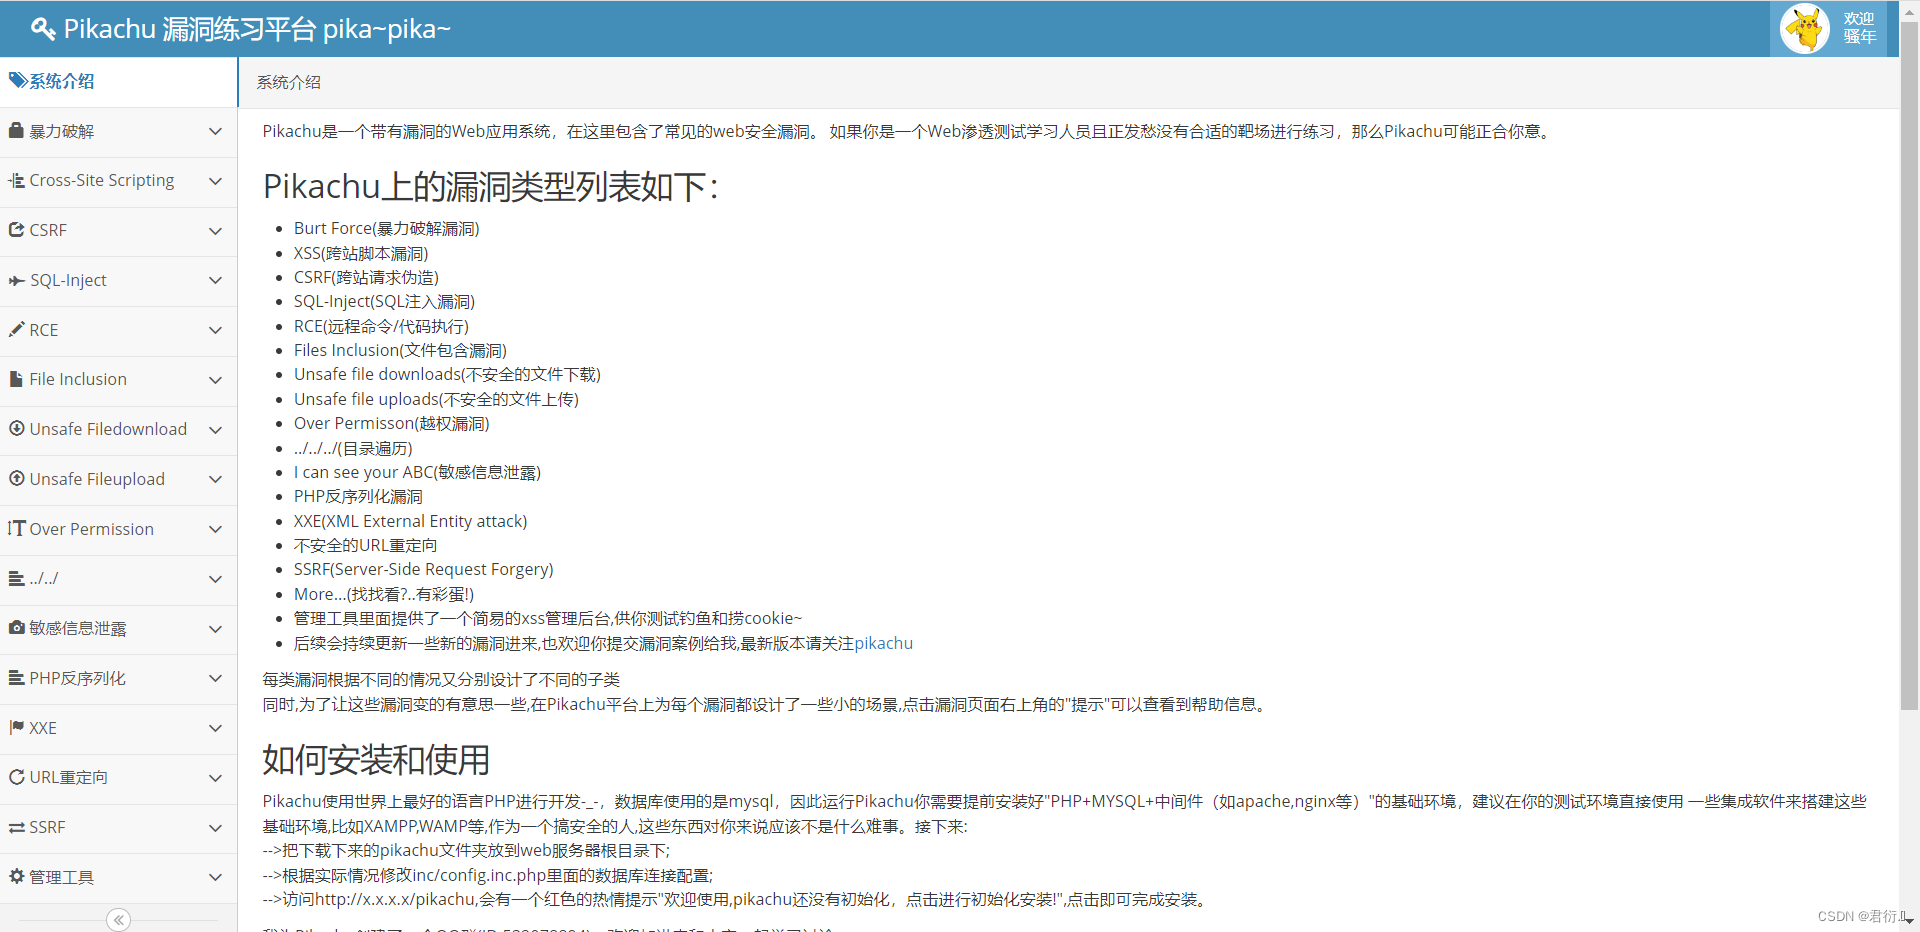 Pikachu 漏洞练习平台 pika~pika~
欢迎
骚年
系统介绍
暴力破解
Cross-Site Scripting
CSRF
SQL-Inject
RCE
File Inclusion
Unsafe Filedownload
Unsafe Fileupload
Over Permission
../../
敏感信息泄露
PHP反序列化
XXE
URL重定向
SSRF
管理工具
系统介绍
Pikachu是一个带有漏洞的Web应用系统，在这里包含了常见的web安全漏洞。 如果你是一个Web渗透测试学习人员且正发愁没有合适的靶场进行练习，那么Pikachu可能正合你意。
Pikachu上的漏洞类型列表如下：
Burt Force(暴力破解漏洞)
XSS(跨站脚本漏洞)
CSRF(跨站请求伪造)
SQL-Inject(SQL注入漏洞)
RCE(远程命令/代码执行)
Files Inclusion(文件包含漏洞)
Unsafe file downloads(不安全的文件下载)
Unsafe file uploads(不安全的文件上传)
Over Permisson(越权漏洞)
../../../(目录遍历)
I can see your ABC(敏感信息泄露)
PHP反序列化漏洞
XXE(XML External Entity attack)
不安全的URL重定向
SSRF(Server-Side Request Forgery)
More...(找找看?..有彩蛋!)
管理工具里面提供了一个简易的xss管理后台,供你测试钓鱼和捞cookie~
后续会持续更新一些新的漏洞进来,也欢迎你提交漏洞案例给我,最新版本请关注pikachu
每类漏洞根据不同的情况又分别设计了不同的子类
同时,为了让这些漏洞变的有意思一些,在Pikachu平台上为每个漏洞都设计了一些小的场景,点击漏洞页面右上角的"提示"可以查看到帮助信息。
如何安装和使用
Pikachu使用世界上最好的语言PHP进行开发-_-，数据库使用的是mysql，因此运行Pikachu你需要提前安装好"PHP+MYSQL+中间件（如apache,nginx等）"的基础环境，建议在你的测试环境直接使用 一些集成软件来搭建这些
基础环境,比如XAMPP,WAMP等,作为一个搞安全的人,这些东西对你来说应该不是什么难事。接下来:
-->把下载下来的pikachu文件夹放到web服务器根目录下;
-->根据实际情况修改inc/config.inc.php里面的数据库连接配置;
-->访问http://x.x.x.x/pikachu,会有一个红色的热情提示"欢迎使用,pikachu还没有初始化，点击进行初始化安装!",点击即可完成安装。
CSDN @君衍